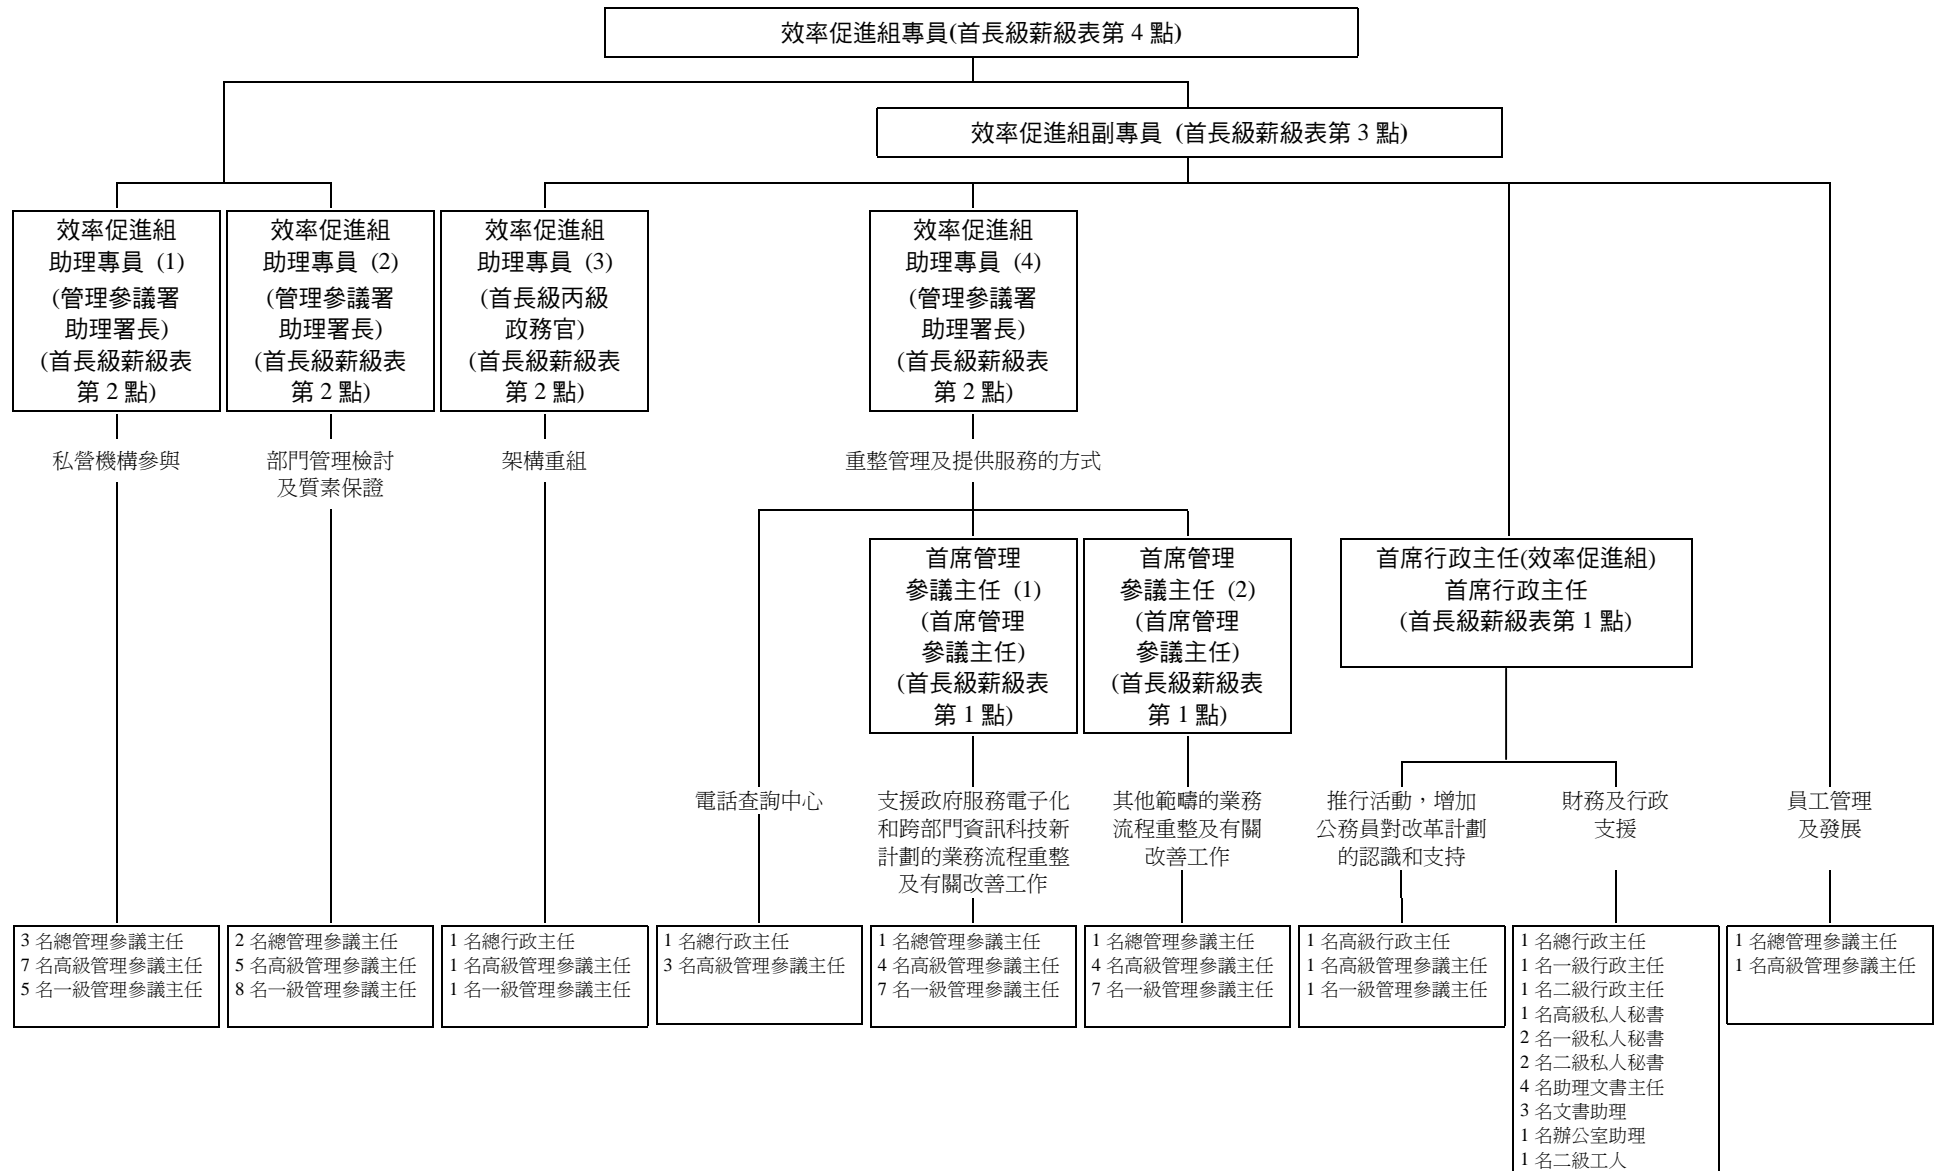 效率促進組專員(首長級薪級表第 4 點)
效率促進組副專員 (首長級薪級表第 3 點)
效率促進組
助理專員 (1)
(管理參議署
助理署長)
(首長級薪級表
第 2 點)
效率促進組
助理專員 (2)
(管理參議署
助理署長)
(首長級薪級表
第 2 點)
效率促進組
助理專員 (3)
(首長級丙級
政務官)
(首長級薪級表
第 2 點)
效率促進組
助理專員 (4)
(管理參議署
助理署長)
(首長級薪級表
第 2 點)
私營機構參與
部門管理檢討
及質素保證
架構重組
重整管理及提供服務的方式
首席管理
參議主任 (1)
(首席管理
參議主任)
(首長級薪級表
第 1 點)
首席管理
參議主任 (2)
(首席管理
參議主任)
(首長級薪級表
第 1 點)
首席行政主任(效率促進組)
首席行政主任
(首長級薪級表第 1 點)
電話查詢中心
支援政府服務電子化
和跨部門資訊科技新
計劃的業務流程重整
及有關改善工作
其他範疇的業務
流程重整及有關
改善工作
推行活動，增加
公務員對改革計劃
的認識和支持
財務及行政
支援
員工管理
及發展
3 名總管理參議主任
7 名高級管理參議主任
5 名一級管理參議主任
2 名總管理參議主任
5 名高級管理參議主任
8 名一級管理參議主任
1 名總行政主任
1 名高級管理參議主任
1 名一級管理參議主任
1 名總行政主任
3 名高級管理參議主任
1 名總管理參議主任
4 名高級管理參議主任
7 名一級管理參議主任
1 名總管理參議主任
4 名高級管理參議主任
7 名一級管理參議主任
1 名高級行政主任
1 名高級管理參議主任
1 名一級管理參議主任
1 名總行政主任
1 名一級行政主任
1 名二級行政主任
1 名高級私人秘書
2 名一級私人秘書
2 名二級私人秘書
4 名助理文書主任
3 名文書助理
1 名辦公室助理
1 名二級工人
1 名總管理參議主任
1 名高級管理參議主任